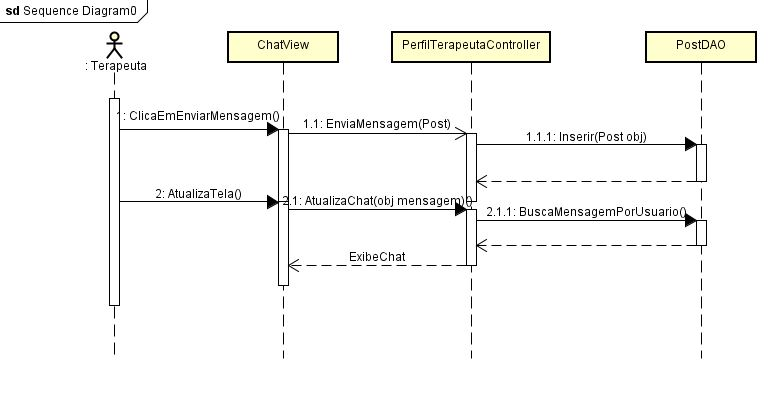 sd Sequence Diagram0
: Terapeuta
ChatView
PerfilTerapeutaController
PostDAO
1: ClicaEmEnviarMensagem()
1.1: EnviaMensagem(Post)
1.1.1: Inserir(Post obj)
2: AtualizaTela()
2.1: AtualizaChat(obj mensagem)()
2.1.1: BuscaMensagemPorUsuario()
ExibeChat